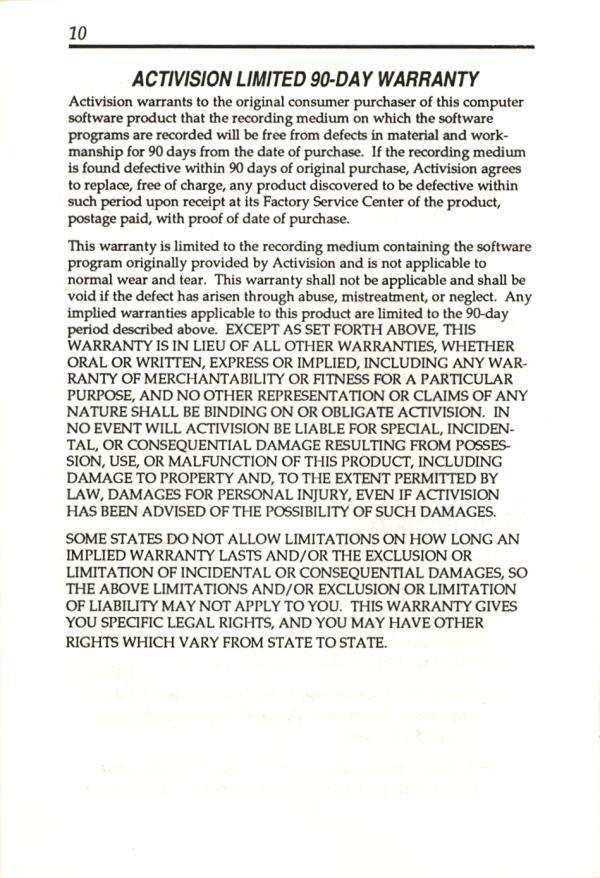 10
ACTIVISION LIMITED 90-DAY WARRANTY
Activision warrants to the original consumer purchaser of this computer
software product that the recording medium on which the software
programs are recorded will be free from defects in material and work-
manship for 90 days from the date of purchase. If the recording medium
is found defective within 90 days of original purchase, Activision agrees
to replace, free of charge, any product discovered to be defective within
such period upon receipt at its Factory Service Center of the product,
postage paid, with proof of date of purchase.
This warranty is limited to the recording medium containing the software
program originally provided by Activision and is not applicable to
normal wear and tear. This warranty shall not be applicable and shall be
void if the defect has arisen through abuse, mistreatment, or neglect. Any
implied warranties applicable to this product are limited to the 90-day
period described above. EXCEPT AS SET FORTH ABOVE, THIS
WARRANTY IS IN LIEU OF ALL OTHER WARRANTIES, WHETHER
ORAL OR WRITTEN, EXPRESS OR IMPLIED, INCLUDING ANY WAR-
RANTY OF MERCHANTABILITY OR FITNESS FOR A PARTICULAR
PURPOSE, AND NO OTHER REPRESENTATION OR CLAIMS OF ANY
NATURE SHALL BE BINDING ON OR OBLIGATE ACTIVISION. IN
NO EVENT WILL ACTIVISION BE LIABLE FOR SPECIAL, INCIDEN-
TAL, OR CONSEQUENTIAL DAMAGE RESULTING FROM POSSES-
SION, USE, OR MALFUNCTION OF THIS PRODUCT, INCLUDING
DAMAGE TO PROPERTY AND, TO THE EXTENT PERMITTED BY
LAW, DAMAGES FOR PERSONAL INJURY, EVEN IF ACTIVISION
HAS BEEN ADVISED OF THE POSSIBILITY OF SUCH DAMAGES.
SOME STATES DO NOT ALLOW LIMITATIONS ON HOW LONG AN
IMPLIED WARRANTY LASTS AND/OR THE EXCLUSION OR
LIMITATION OF INCIDENTAL OR CONSEQUENTIAL DAMAGES, SO
THE ABOVE LIMITATIONS AND/OR EXCLUSION OR LIMITATION
OF LIABILITY MAY NOT APPLY TO YOU. THIS WARRANTY GIVES
YOU SPECIFIC LEGAL RIGHTS, AND YOU MAY HAVE OTHER
RIGHTS WHICH VARY FROM STATE TO STATE.